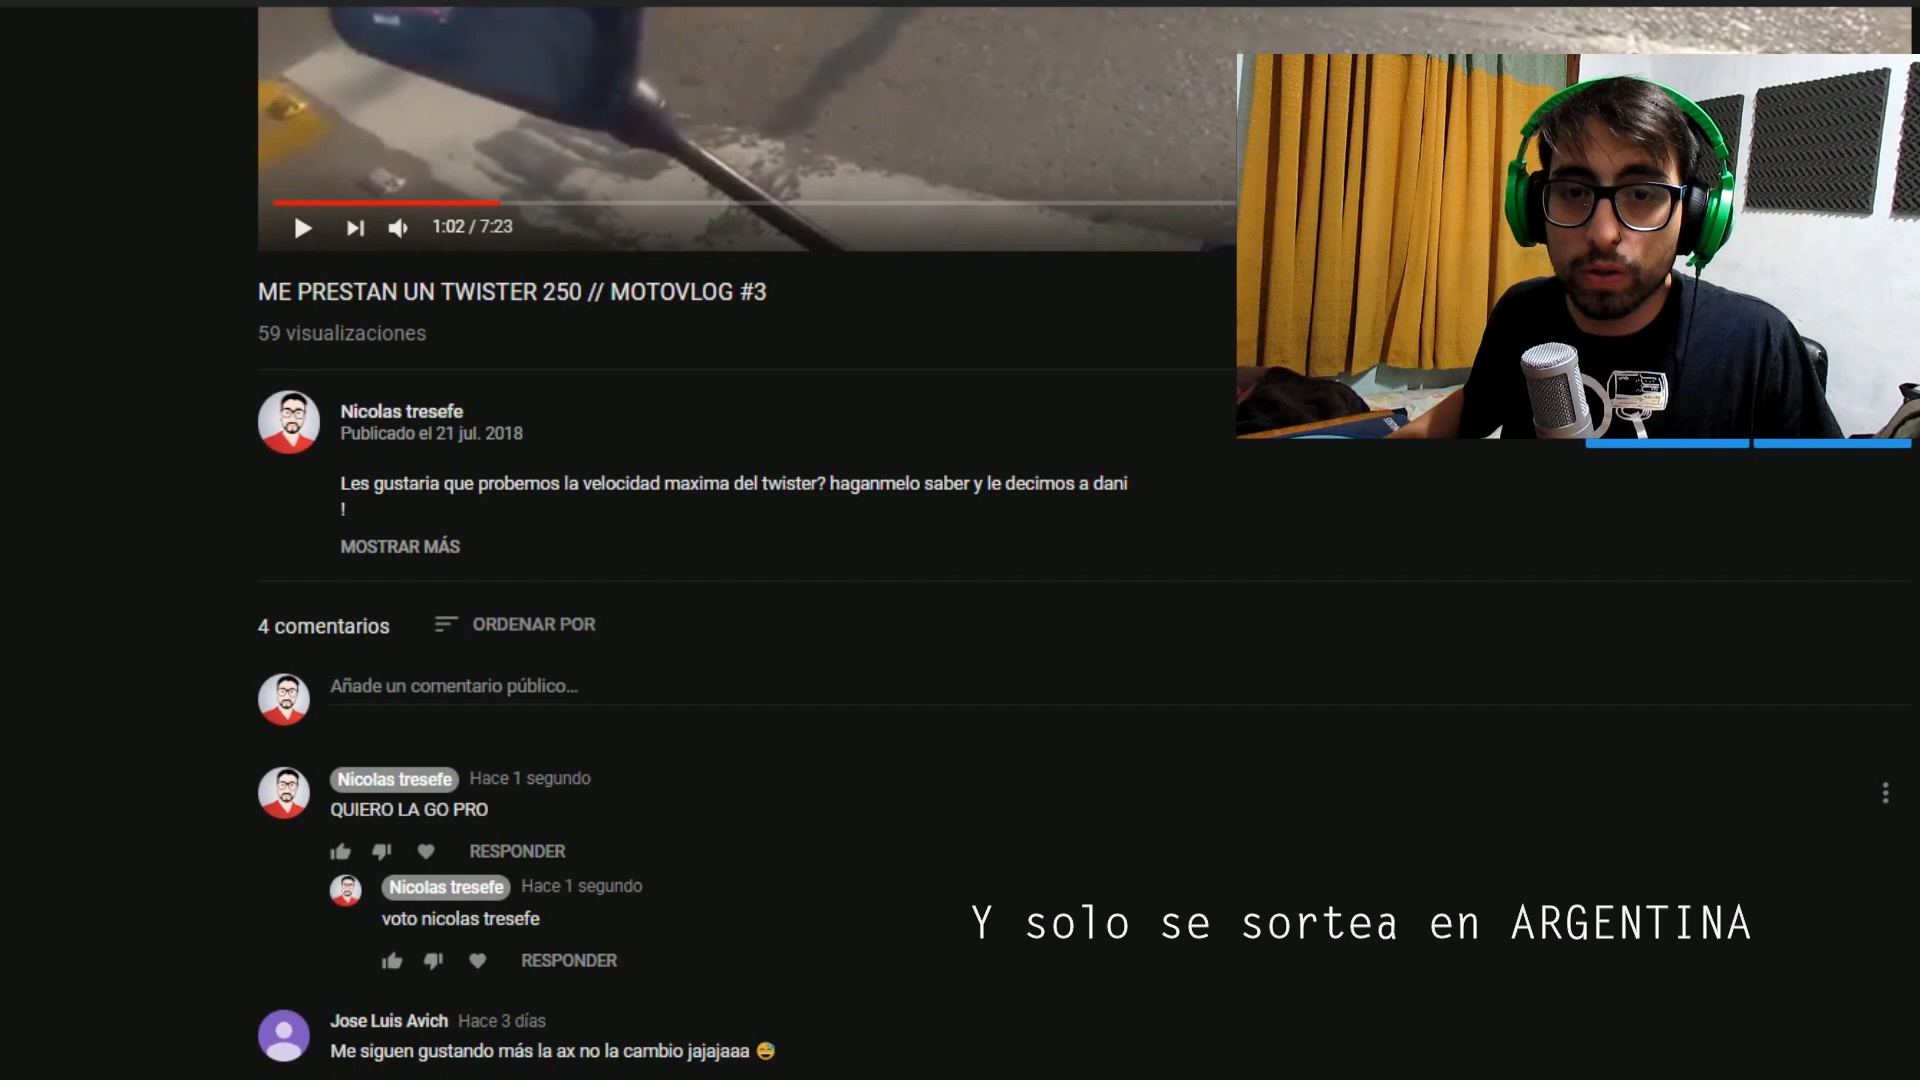 1:02 / 7:23
ME PRESTAN UN TWISTER 250 // MOTOVLOG #3
59 visualizaciones
Nicolas tresefe
Publicado el 21 jul. 2018
Les gustaria que probemos la velocidad maxima del twister? haganmelo saber y le decimos a dani
!
MOSTRAR MÁS
4 comentarios
ORDENAR POR
Añade un comentario público...
Nicolas tresefe Hace 1 segundo
QUIERO LA GO PRO
RESPONDER
Nicolas tresefe Hace 1 segundo
voto nicolas tresefe
RESPONDER
Y solo se sortea en ARGENTINA
Jose Luis Avich Hace 3 días
Me siguen gustando más la ax no la cambio jajajaaa 😅